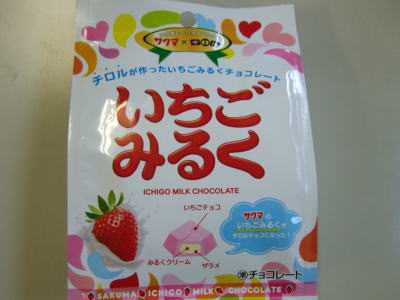 サクマ×チロル
チロルが作ったいちごみるくチョコレート
いちご
みるく
ICHIGO MILK CHOCOLATE
いちごチョコ
みるくクリーム
ザラメ
サクマの
いちごみるくが
チロルチョコになった!
準チョコレート
SAKUMA ICHIGO MILK CHOCOLATE